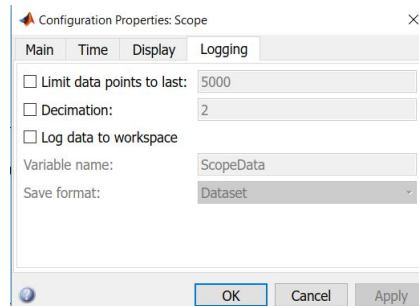 Configuration Properties: Scope
Main Time Display Logging
Limit data points to last: 5000
Decimation: 2
Log data to workspace
Variable name: ScopeData
Save format: Dataset
OK Cancel Apply